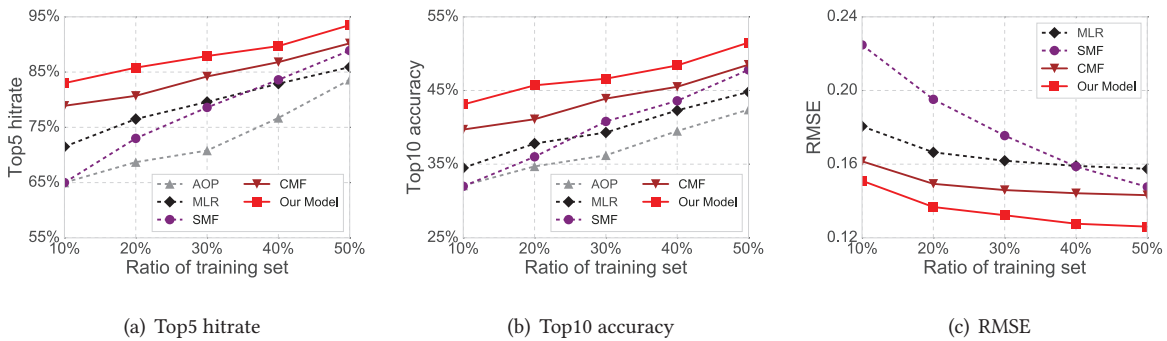 95%
85%
75%
65%
55%
Top5 hitrate
AOP
MLR
SMF
CMF
Our Model
10% 20% 30% 40% 50%
Ratio of training set
(a) Top5 hitrate
55%
45%
35%
25%
Top10 accuracy
AOP
MLR
SMF
CMF
Our Model
10% 20% 30% 40% 50%
Ratio of training set
(b) Top10 accuracy
0.24
0.20
0.16
0.12
RMSE
MLR
SMF
CMF
Our Model
10% 20% 30% 40% 50%
Ratio of training set
(c) RMSE